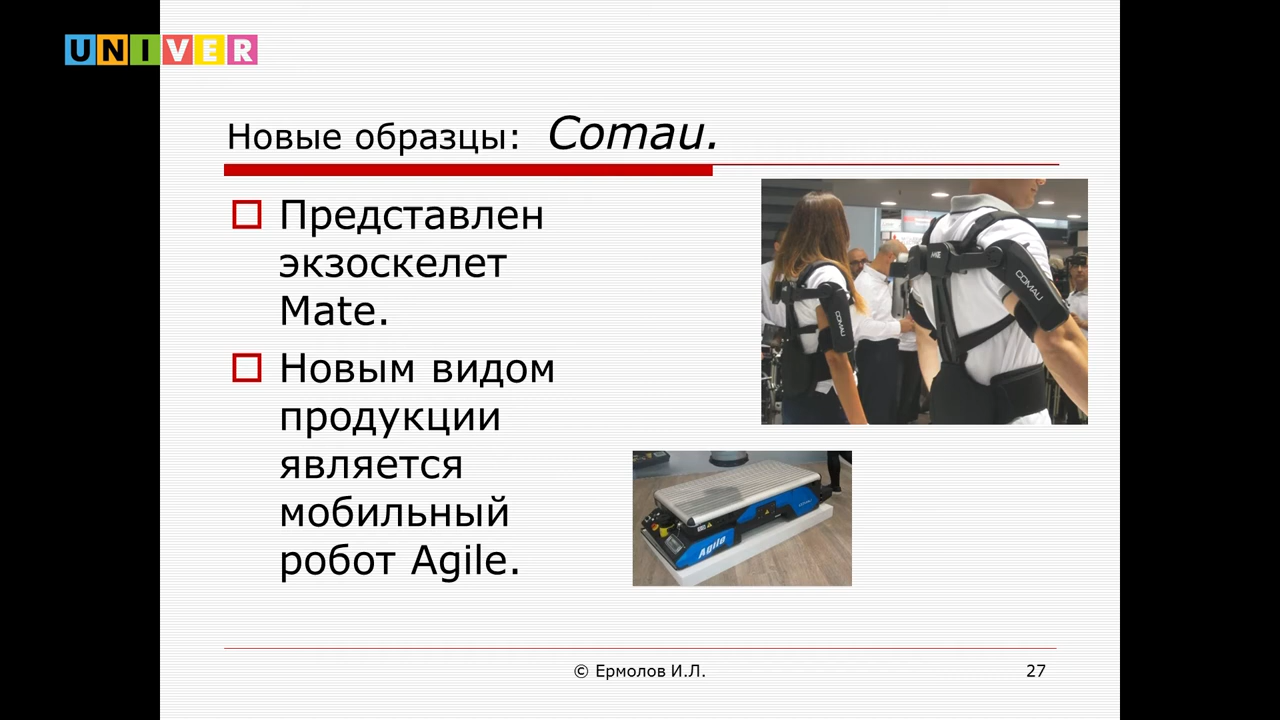 UNIVER
Новые образцы: Comau.
Представлен
экзоскелет
Mate.
Новым видом
продукции
является
мобильный
робот Agile.
COMAU
COMAU
Agile
COMAU
© Ермолов И.Л.
27